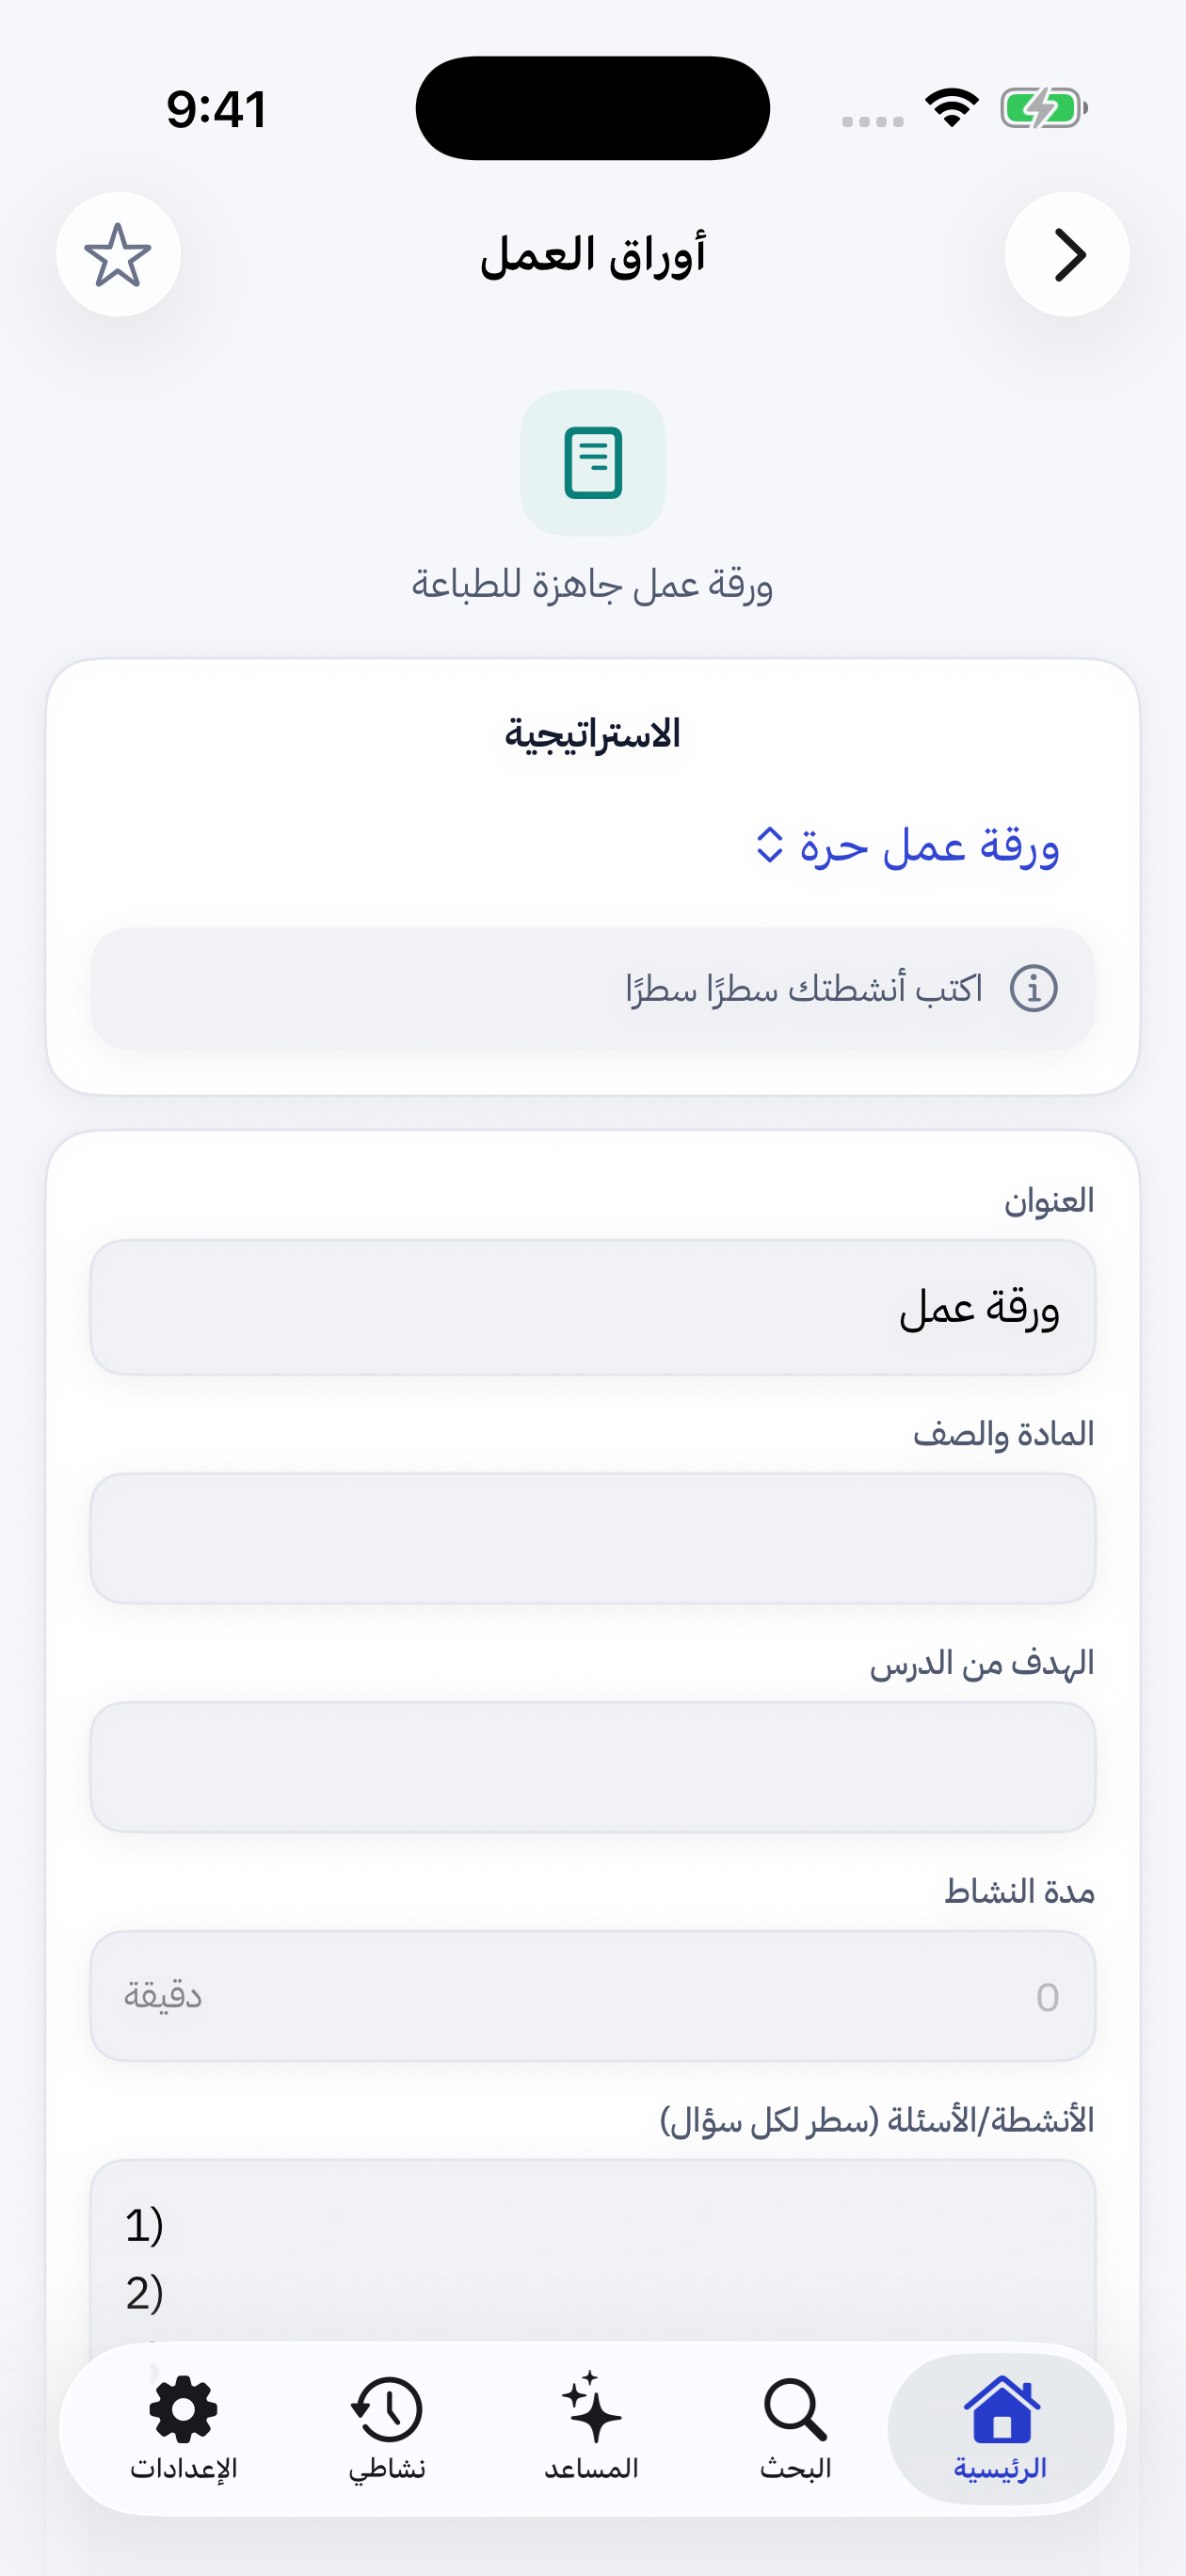 9:41
أوراق العمل
ورقة عمل جاهزة للطباعة
الاستراتيجية
ورقة عمل حرة
اكتب أنشطتك سطرًا سطرًا
العنوان
ورقة عمل
المادة والصف
الهدف من الدرس
مدة النشاط
0 دقيقة
الأنشطة/الأسئلة (سطر لكل سؤال)
1)
2)
الرئيسية
البحث
المساعد
نشاطي
الإعدادات